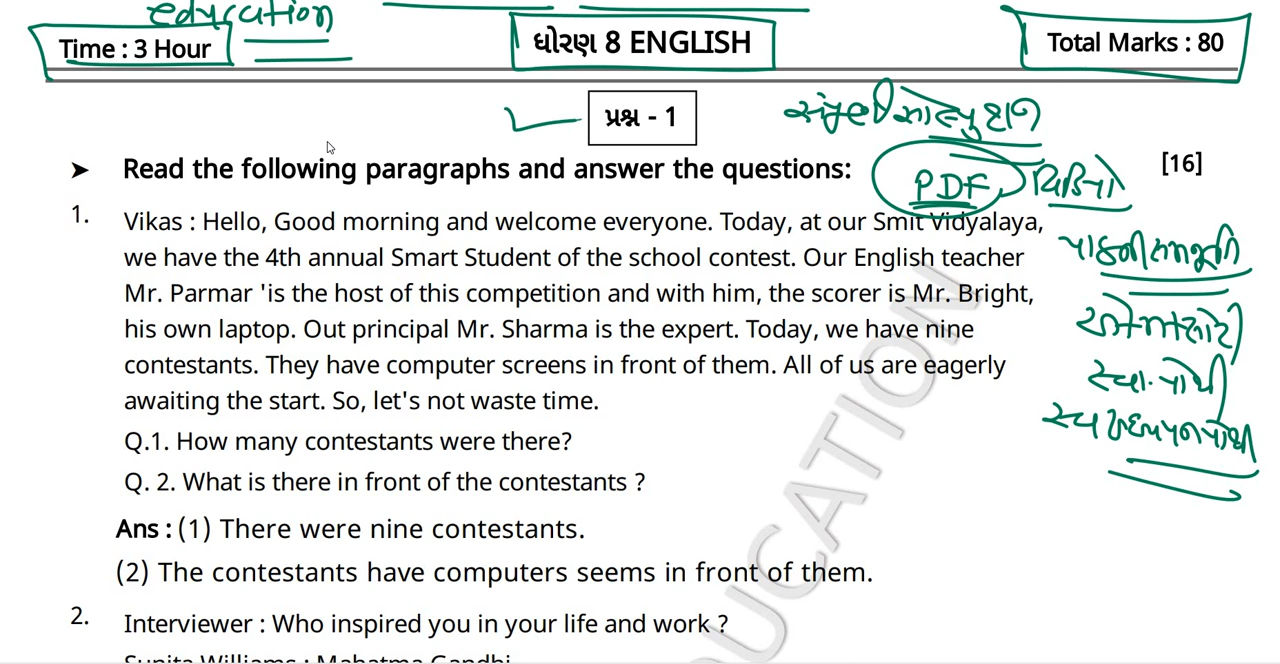 education
Time : 3 Hour
ધોરણ 8 ENGLISH
Total Marks : 80
પ્રશ્ન - 1
➤ Read the following paragraphs and answer the questions: [16]
PDF
1. Vikas : Hello, Good morning and welcome everyone. Today, at our Smit Vidyalaya,
we have the 4th annual Smart Student of the school contest. Our English teacher
Mr. Parmar 'is the host of this competition and with him, the scorer is Mr. Bright,
his own laptop. Out principal Mr. Sharma is the expert. Today, we have nine
contestants. They have computer screens in front of them. All of us are eagerly
awaiting the start. So, let's not waste time.
Q.1. How many contestants were there?
Q. 2. What is there in front of the contestants ?
Ans : (1) There were nine contestants.
(2) The contestants have computers seems in front of them.
2. Interviewer : Who inspired you in your life and work ?
Sunita Williams : Mahatma Gandhi